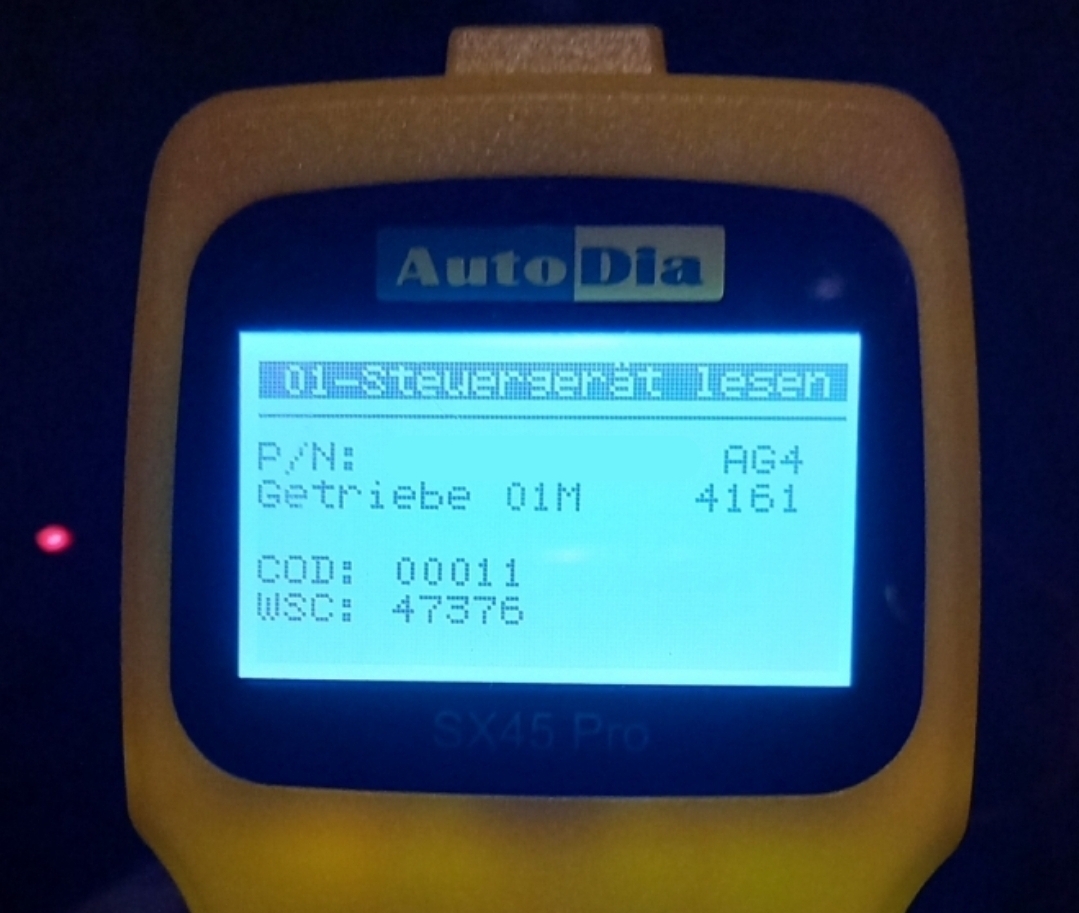 AutoDia
01-Steuergerät lesen
P/N: AG4
Getriebe 01M 4161
COD: 00011
WSC: 47376
SX45 Pro